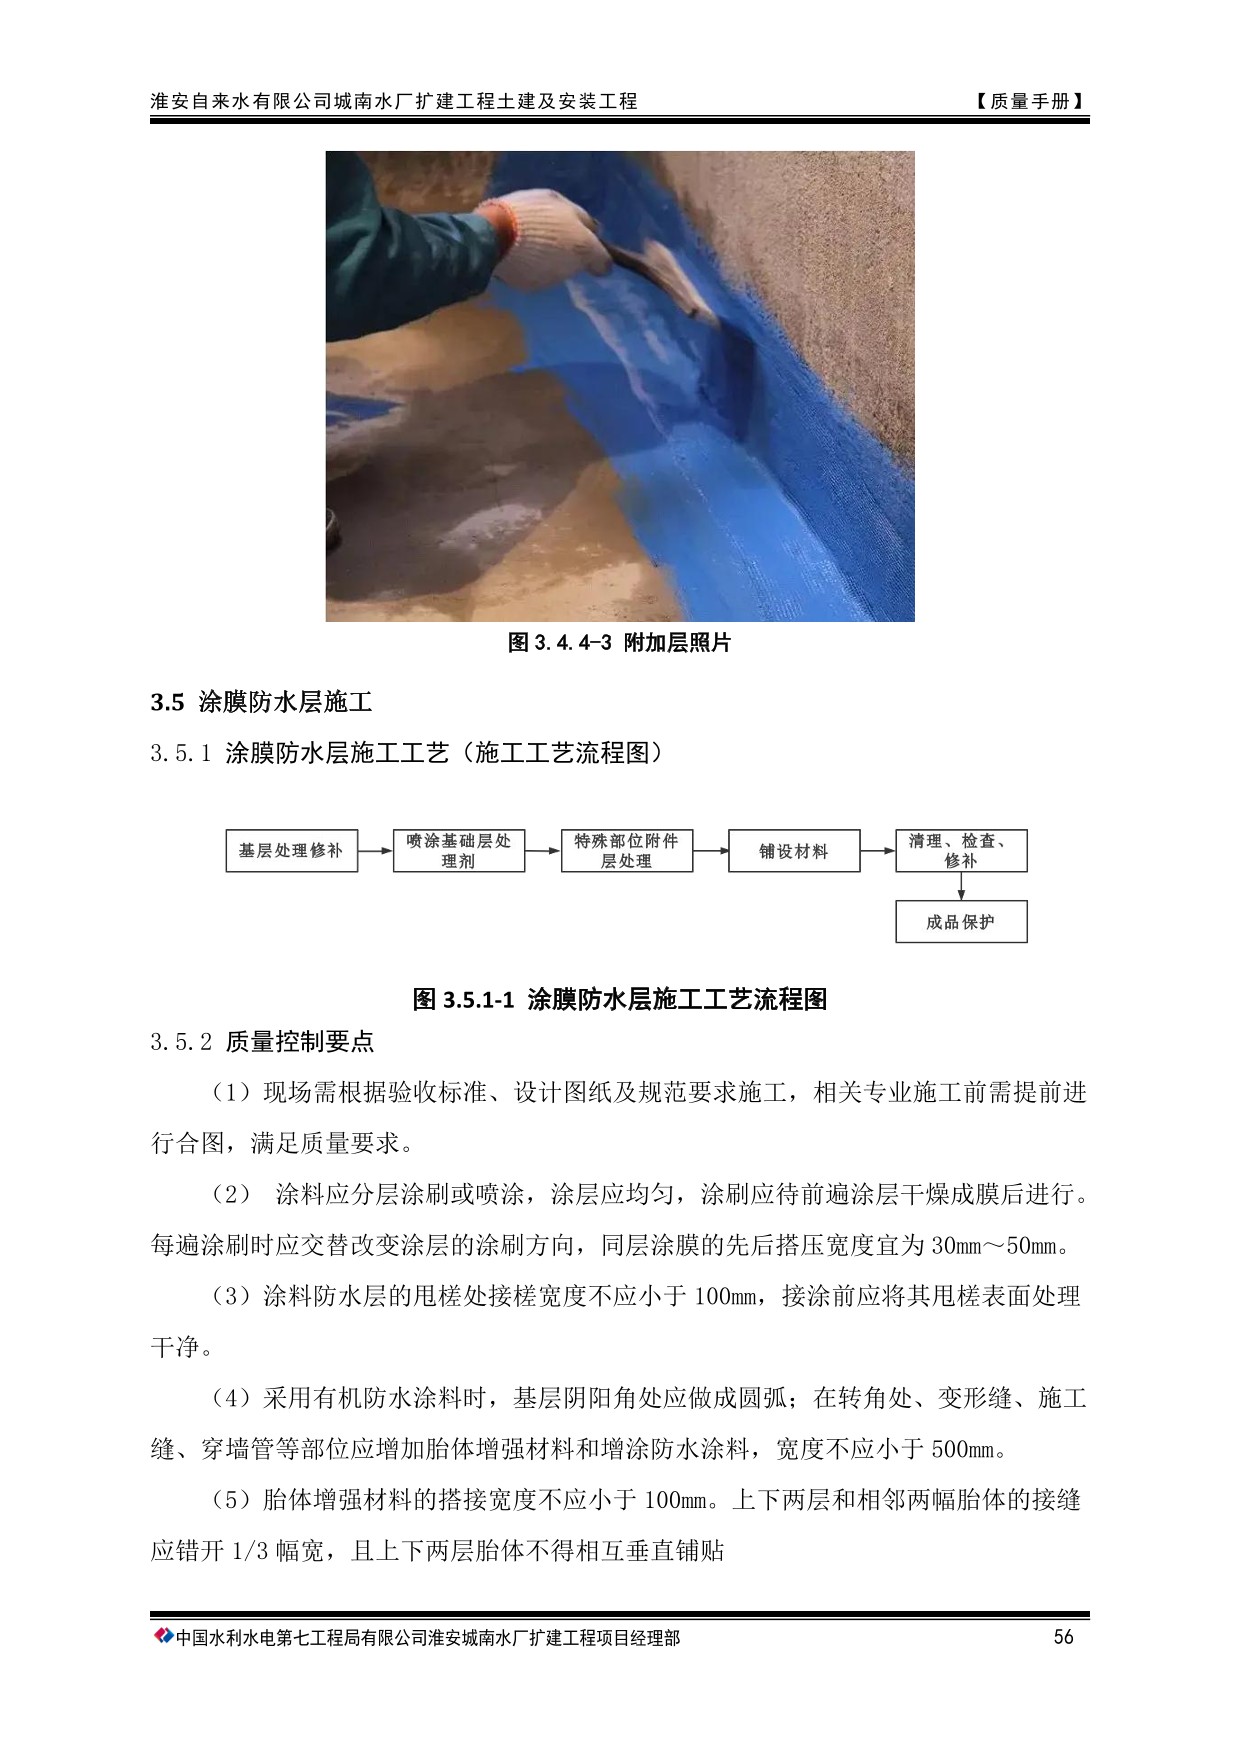 淮安自来水有限公司城南水厂扩建工程土建及安装工程 【质量手册】
图 3.4.4-3 附加层照片
3.5 涂膜防水层施工
3.5.1 涂膜防水层施工工艺（施工工艺流程图）
基层处理修补
喷涂基础层处
理剂
特殊部位附件
层处理
铺设材料
清理、检查、
修补
成品保护
图 3.5.1-1 涂膜防水层施工工艺流程图
3.5.2 质量控制要点
（1）现场需根据验收标准、设计图纸及规范要求施工，相关专业施工前需提前进
行合图，满足质量要求。
（2） 涂料应分层涂刷或喷涂，涂层应均匀，涂刷应待前遍涂层干燥成膜后进行。
每遍涂刷时应交替改变涂层的涂刷方向，同层涂膜的先后搭压宽度宜为 30mm～50mm。
（3）涂料防水层的甩槎处接槎宽度不应小于 100mm，接涂前应将其甩槎表面处理
干净。
（4）采用有机防水涂料时，基层阴阳角处应做成圆弧；在转角处、变形缝、施工
缝、穿墙管等部位应增加胎体增强材料和增涂防水涂料，宽度不应小于 500mm。
（5）胎体增强材料的搭接宽度不应小于 100mm。上下两层和相邻两幅胎体的接缝
应错开 1/3 幅宽，且上下两层胎体不得相互垂直铺贴
中国水利水电第七工程局有限公司淮安城南水厂扩建工程项目经理部 56